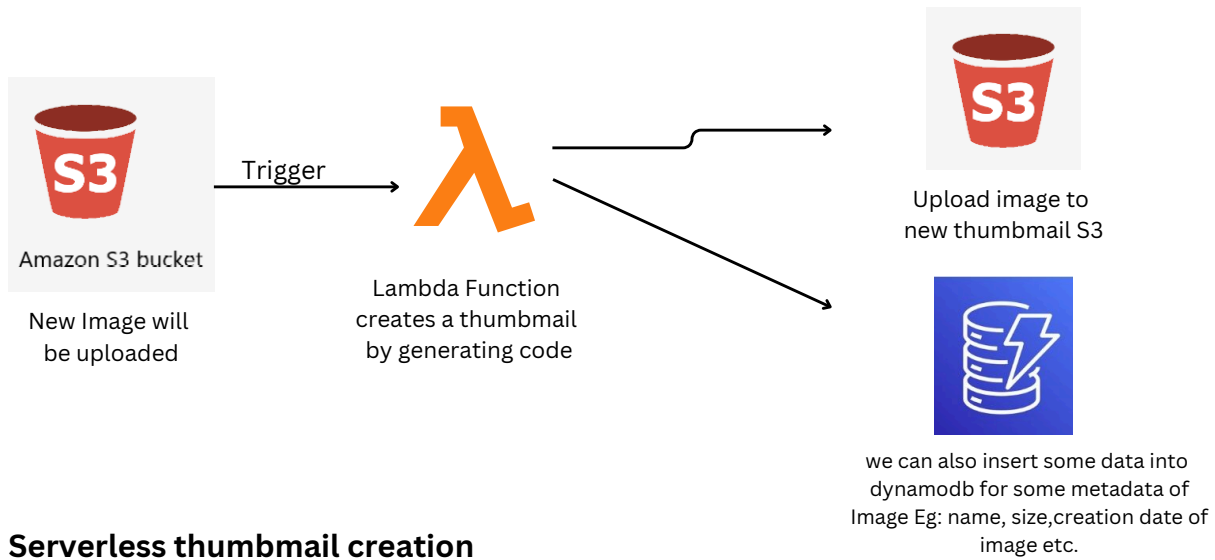 S3
Amazon S3 bucket
New Image will
be uploaded
Trigger
Lambda Function
creates a thumbmail
by generating code
S3
Upload image to
new thumbmail S3
we can also insert some data into
dynamodb for some metadata of
Image Eg: name, size,creation date of
image etc.
Serverless thumbmail creation